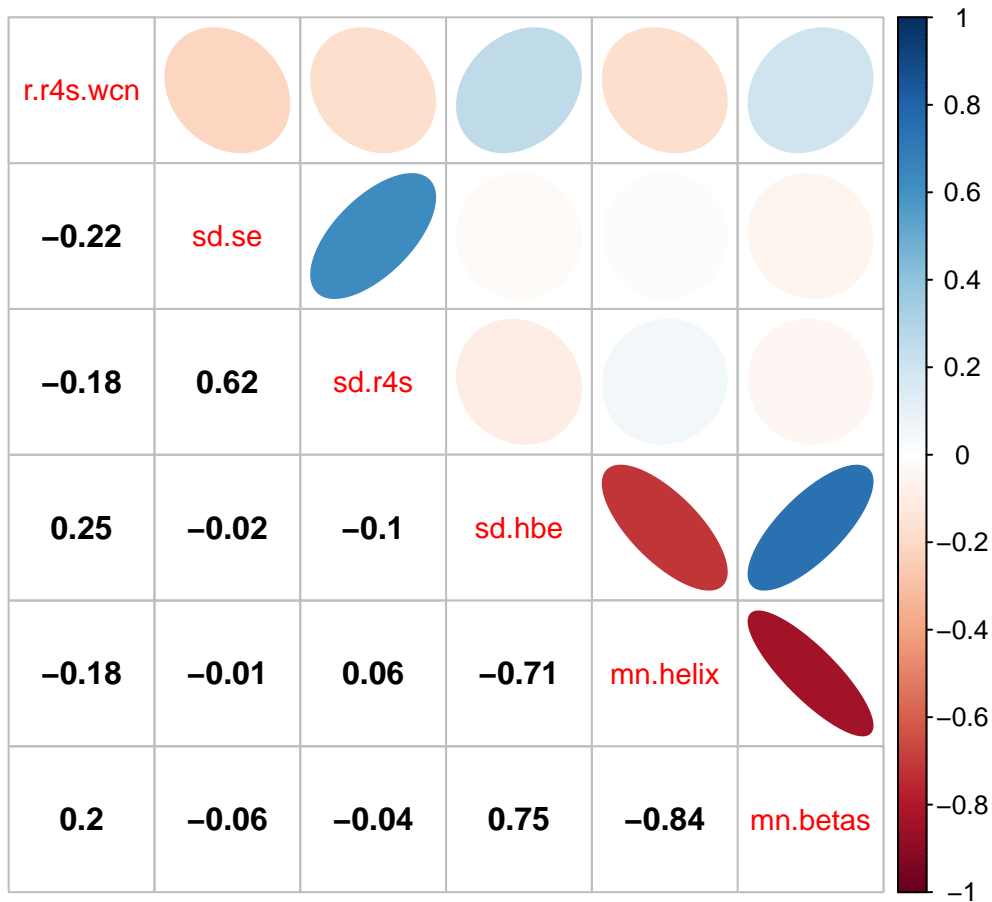 r.r4s.wcn
−0.22 sd.se
−0.18 0.62 sd.r4s
0.25 −0.02 −0.1 sd.hbe
−0.18 −0.01 0.06 −0.71 mn.helix
0.2 −0.06 −0.04 0.75 −0.84 mn.betas
1
0.8
0.6
0.4
0.2
0
−0.2
−0.4
−0.6
−0.8
−1